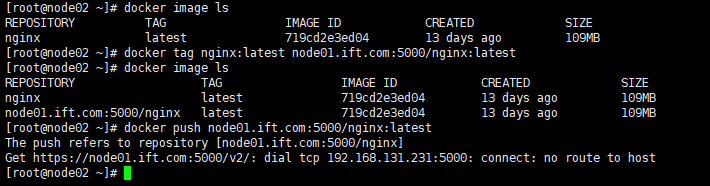 [root@node02 ~]# docker image ls
REPOSITORY TAG IMAGE ID CREATED SIZE
nginx latest 719cd2e3ed04 13 days ago 109MB
[root@node02 ~]# docker tag nginx:latest node01.ift.com:5000/nginx:latest
[root@node02 ~]# docker image ls
REPOSITORY TAG IMAGE ID CREATED SIZE
nginx latest 719cd2e3ed04 13 days ago 109MB
node01.ift.com:5000/nginx latest 719cd2e3ed04 13 days ago 109MB
[root@node02 ~]# docker push node01.ift.com:5000/nginx:latest
The push refers to repository [node01.ift.com:5000/nginx]
Get https://node01.ift.com:5000/v2/: dial tcp 192.168.131.231:5000: connect: no route to host
[root@node02 ~]#